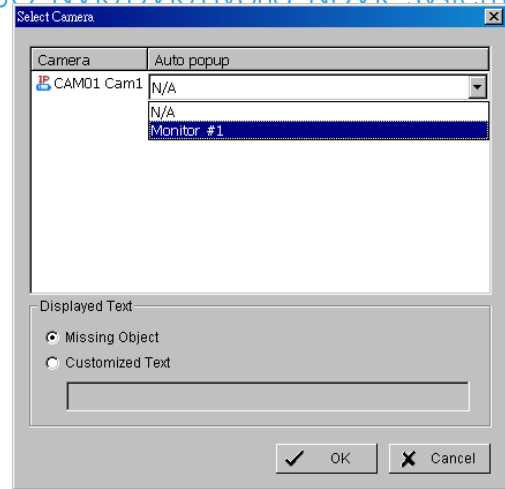 Select Camera
Camera Auto popup
IP CAM01 Cam1 N/A
N/A
Monitor #1
Displayed Text
Missing Object
Customized Text
OK Cancel